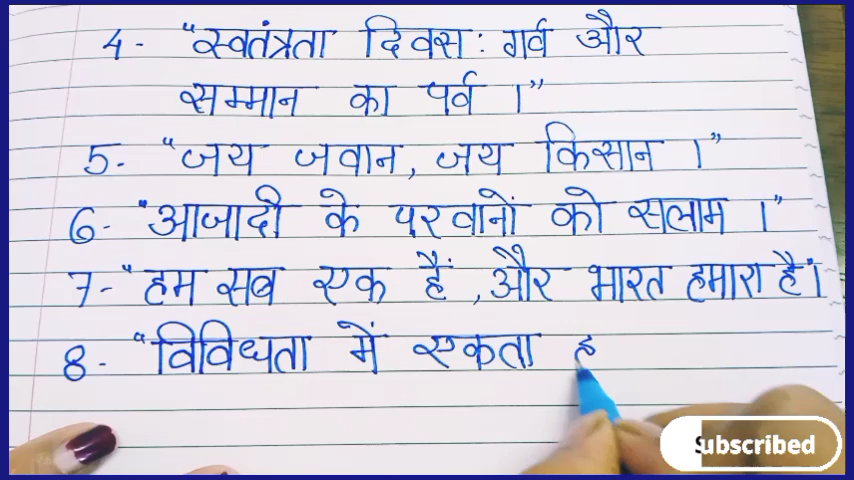 4- "स्वतंत्रता दिवस: गर्व और
सम्मान का पर्व ।"
5- "जय जवान, जय किसान ।"
6- "आजादी के परवानों को सलाम ।"
7- "हम सब एक हैं, और भारत हमारा है।
8- "विविधता में एकता ह
Subscribed